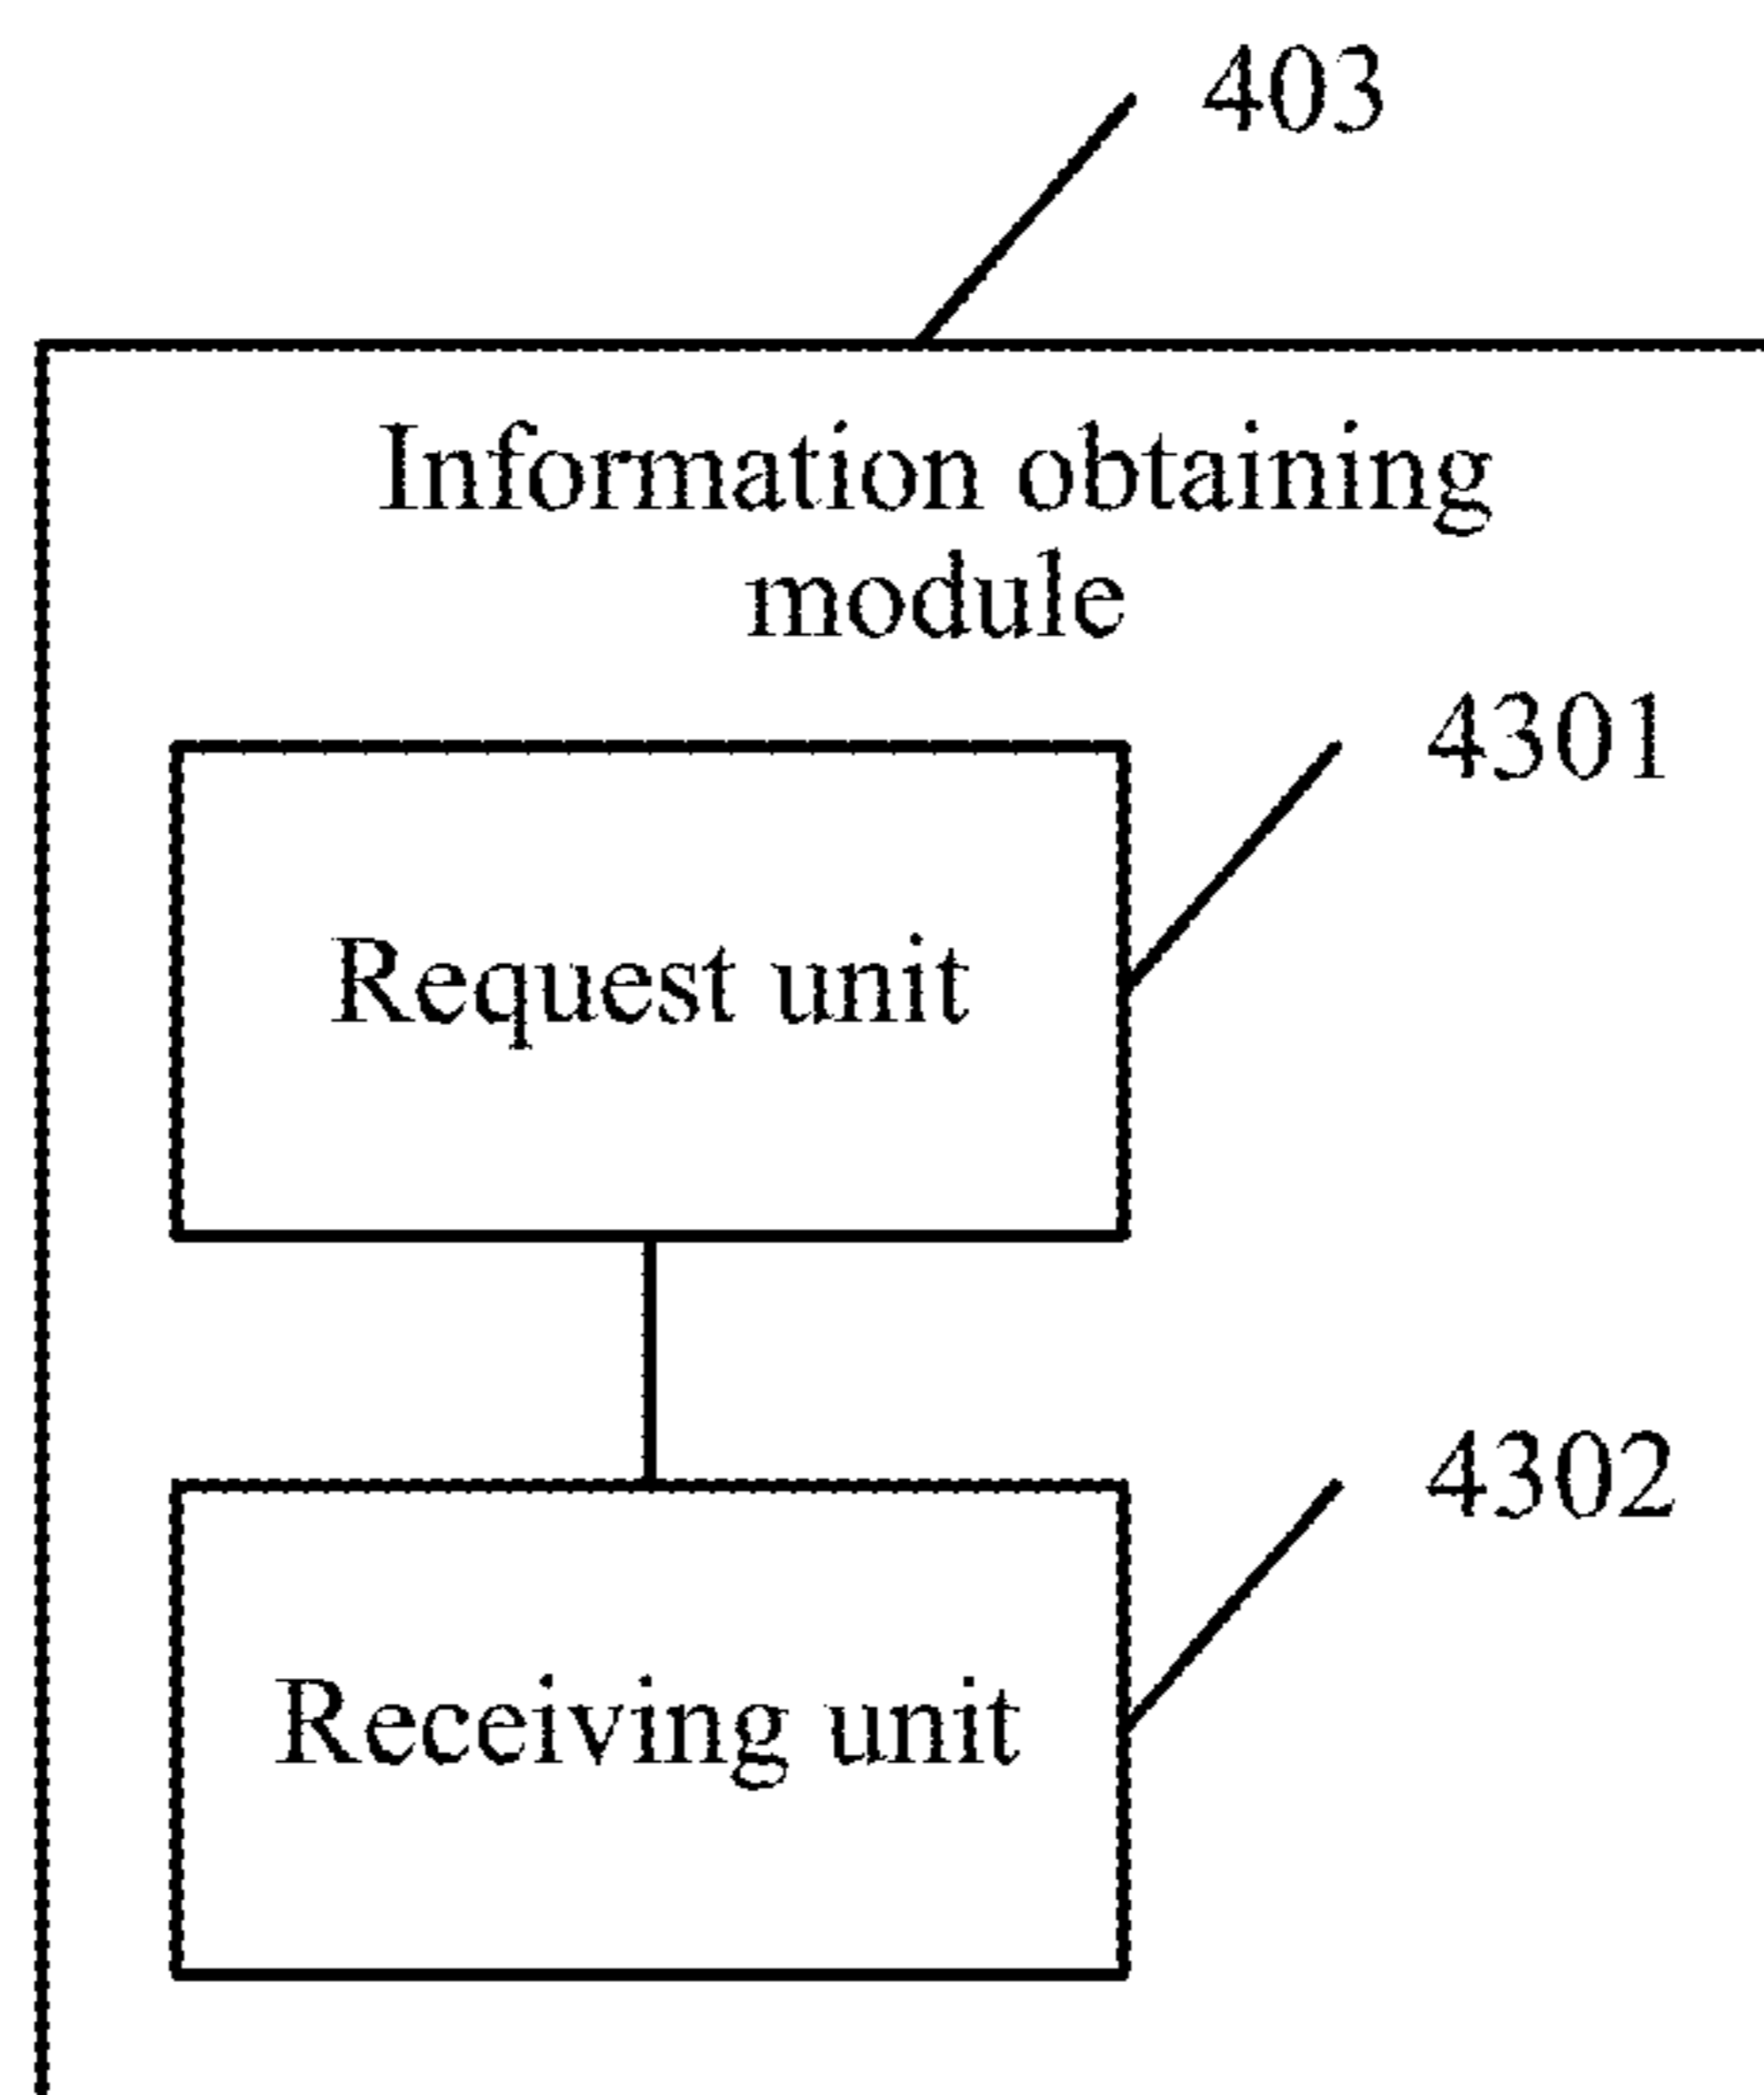 403
Information obtaining
module
4301
Request unit
4302
Receiving unit